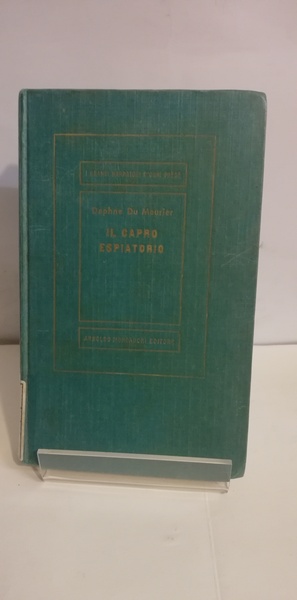 Daphne Du Maurier
IL CAPRO
ESPIATORIO
ARNOLDO MONDADORI EDITORE